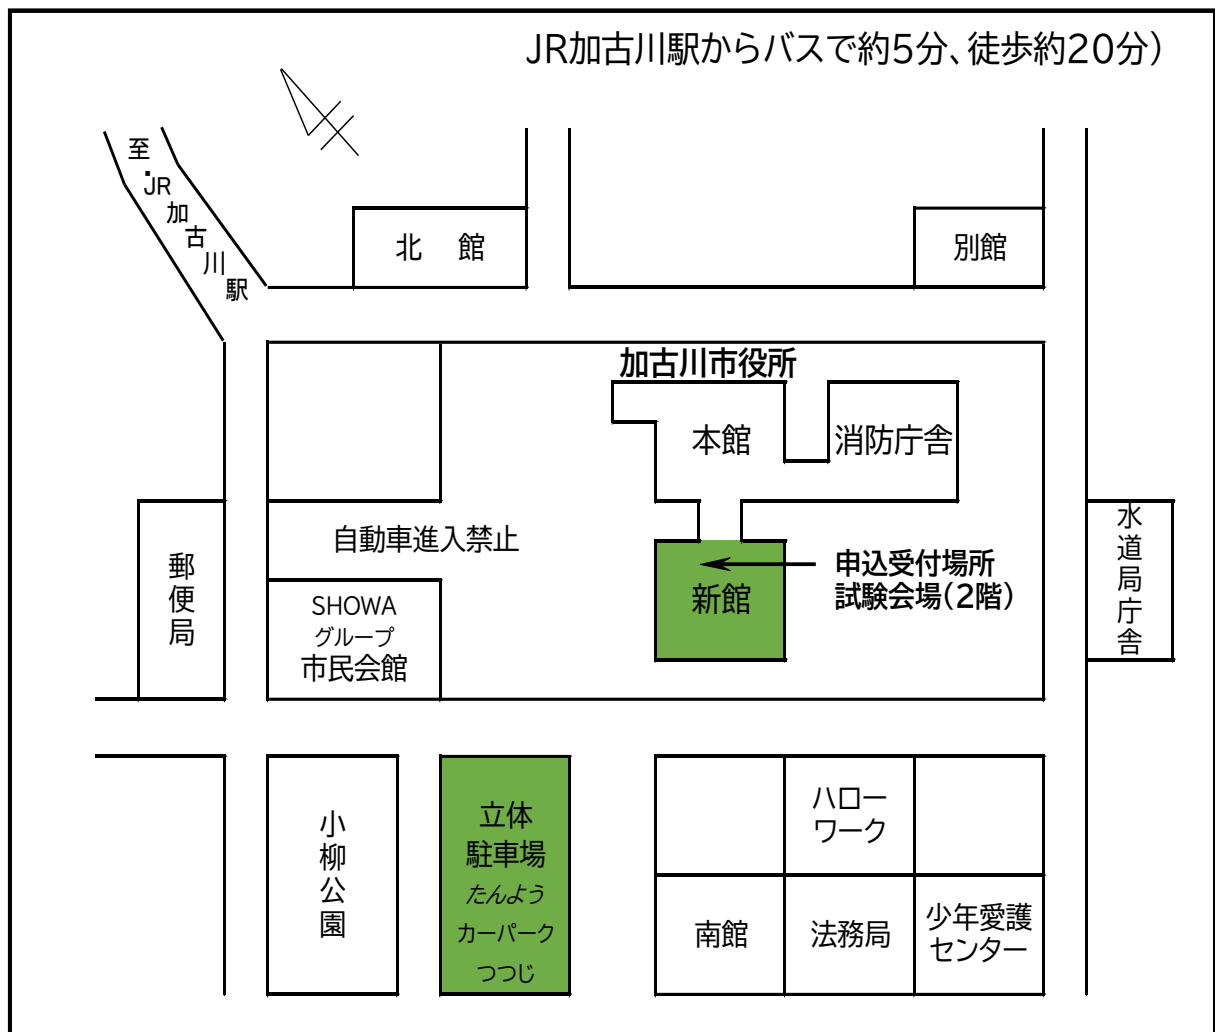 JR加古川駅からバスで約5分、徒歩約20分）
至・JR加古川駅
北　館
別館
加古川市役所
本館
消防庁舎
自動車進入禁止
郵便局
SHOWA
グループ
市民会館
新館
申込受付場所
試験会場（2階）
水道局庁舎
小柳公園
立体
駐車場
たんよう
カーパーク
つつじ
ハロー
ワーク
南館
法務局
少年愛護
センター